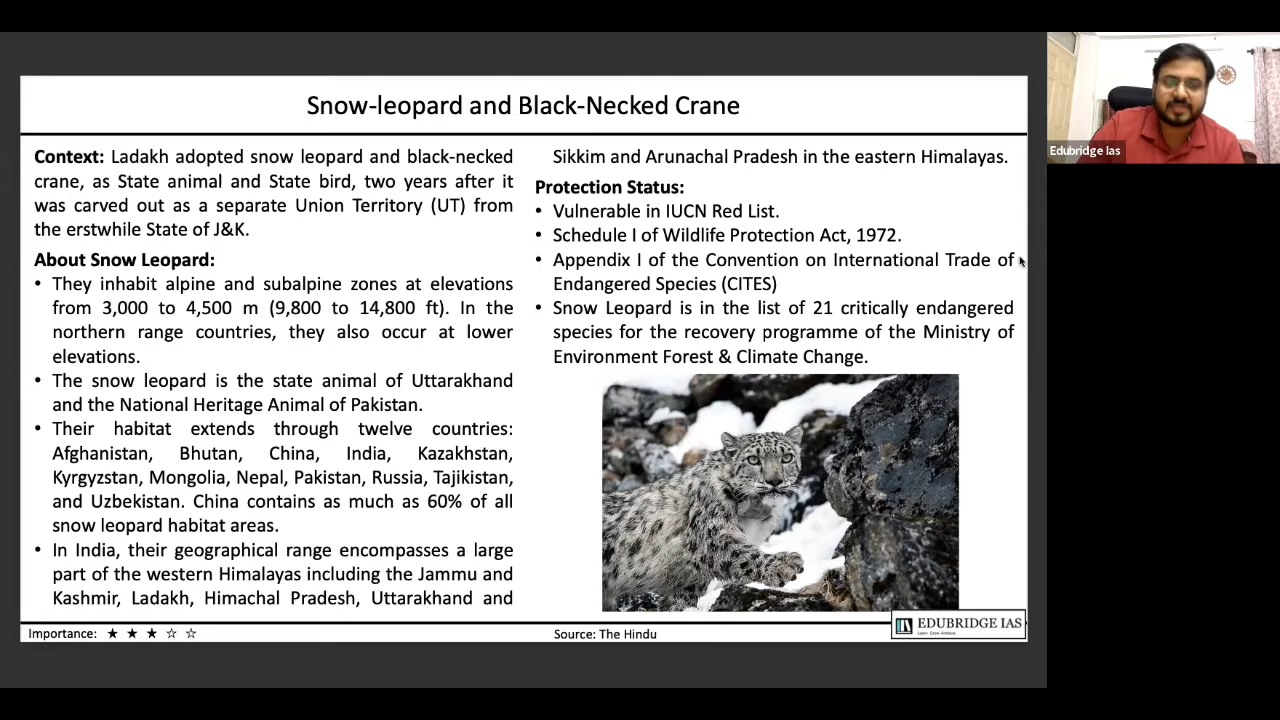 Snow-leopard and Black-Necked Crane
Context: Ladakh adopted snow leopard and black-necked
crane, as State animal and State bird, two years after it
was carved out as a separate Union Territory (UT) from
the erstwhile State of J&K.
About Snow Leopard:
• They inhabit alpine and subalpine zones at elevations
from 3,000 to 4,500 m (9,800 to 14,800 ft). In the
northern range countries, they also occur at lower
elevations.
• The snow leopard is the state animal of Uttarakhand
and the National Heritage Animal of Pakistan.
• Their habitat extends through twelve countries:
Afghanistan, Bhutan, China, India, Kazakhstan,
Kyrgyzstan, Mongolia, Nepal, Pakistan, Russia, Tajikistan,
and Uzbekistan. China contains as much as 60% of all
snow leopard habitat areas.
• In India, their geographical range encompasses a large
part of the western Himalayas including the Jammu and
Kashmir, Ladakh, Himachal Pradesh, Uttarakhand and
Sikkim and Arunachal Pradesh in the eastern Himalayas.
Protection Status:
• Vulnerable in IUCN Red List.
• Schedule I of Wildlife Protection Act, 1972.
• Appendix I of the Convention on International Trade of
Endangered Species (CITES)
• Snow Leopard is in the list of 21 critically endangered
species for the recovery programme of the Ministry of
Environment Forest & Climate Change.
Importance: ★ ★ ★ ☆ ☆
Source: The Hindu
EDUBRIDGE IAS
Learn Grow Achieve
Edubridge Ias